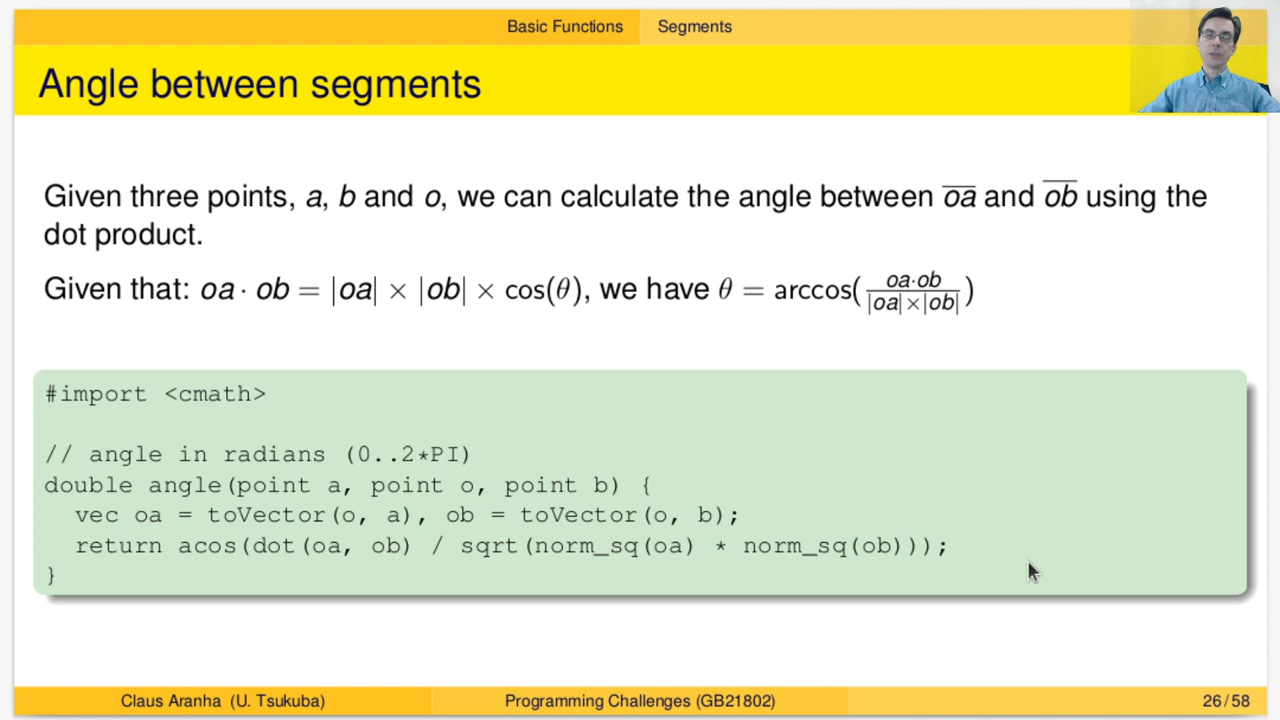 Basic Functions Segments
Angle between segments
Given three points, a, b and o, we can calculate the angle between o͞a and o͞b using the
dot product.
Given that: oa · ob = |oa| × |ob| × cos(θ), we have θ = arccos(oa·ob / |oa|×|ob|)
#import <cmath>
// angle in radians (0..2*PI)
double angle(point a, point o, point b) {
  vec oa = toVector(o, a), ob = toVector(o, b);
  return acos(dot(oa, ob) / sqrt(norm_sq(oa) * norm_sq(ob)));
}
Claus Aranha (U. Tsukuba) Programming Challenges (GB21802) 26 / 58